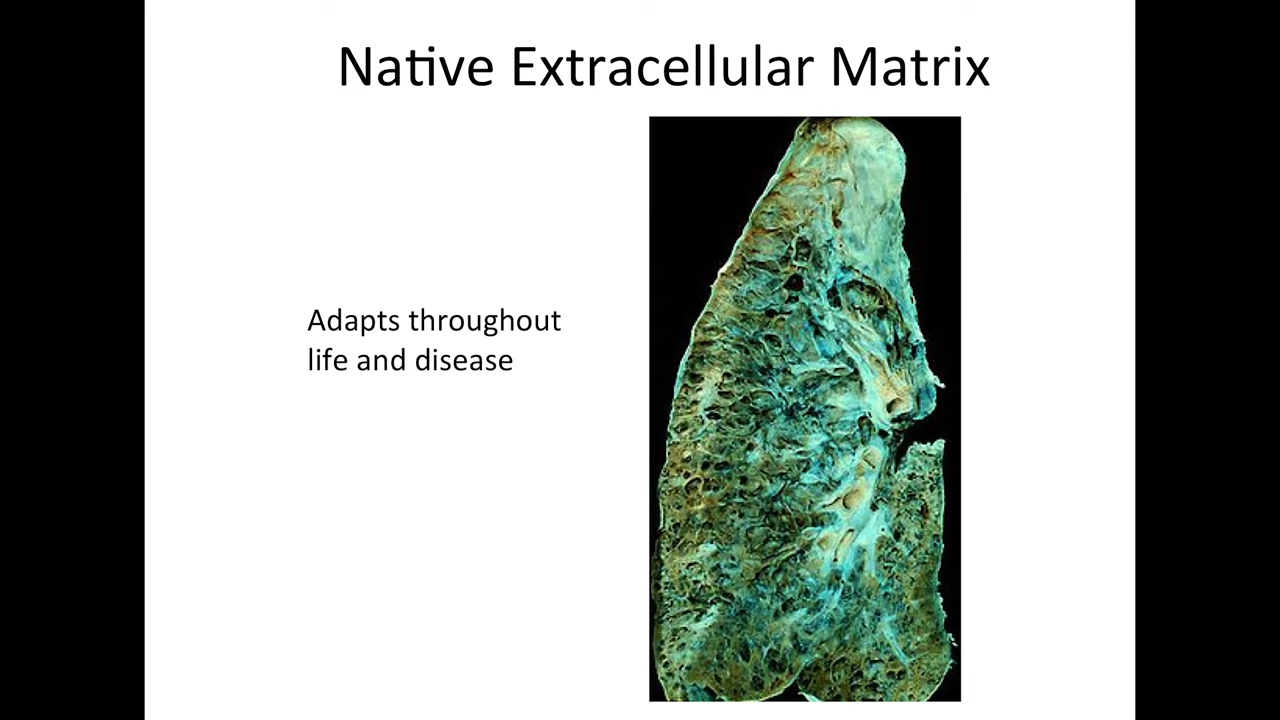 Native Extracellular Matrix
Adapts throughout
life and disease